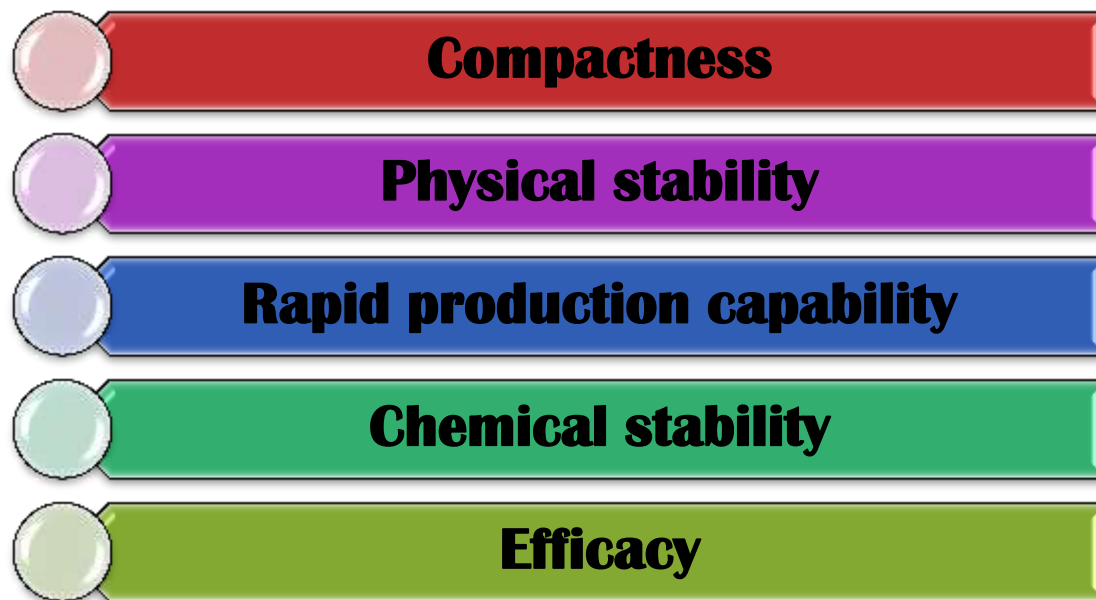 Compactness
Physical stability
Rapid production capability
Chemical stability
Efficacy